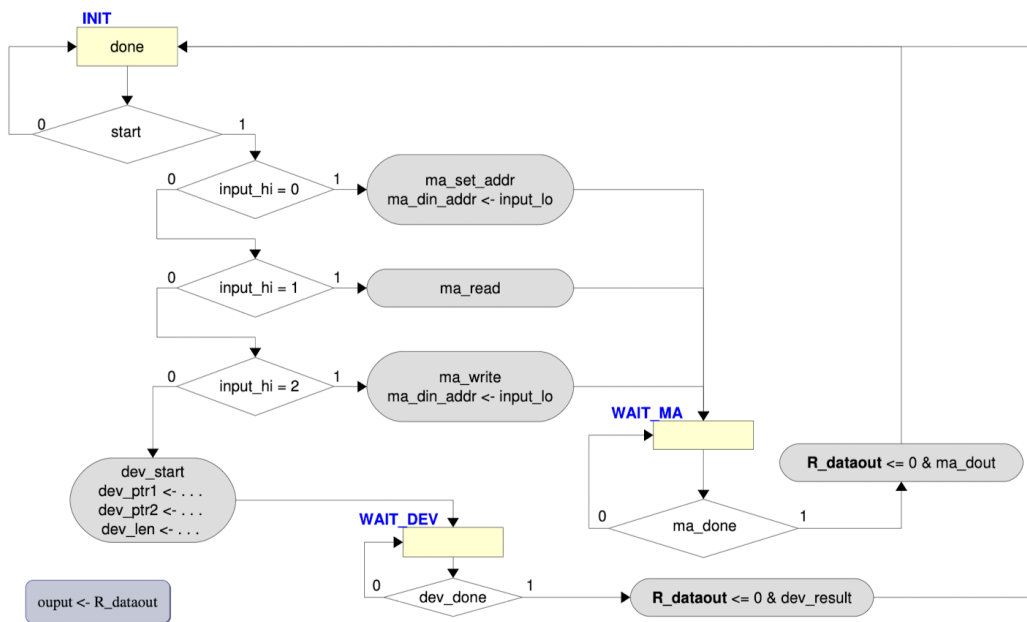 INIT
done
0
start
1
0
input_hi = 0
1
ma_set_addr
ma_din_addr <- input_lo
0
input_hi = 1
1
ma_read
0
input_hi = 2
1
ma_write
ma_din_addr <- input_lo
WAIT_MA
R_dataout <= 0 & ma_dout
dev_start
dev_ptr1 <- . . .
dev_ptr2 <- . . .
dev_len <- . . .
WAIT_DEV
0
ma_done
1
0
dev_done
1
R_dataout <= 0 & dev_result
ouput <- R_dataout